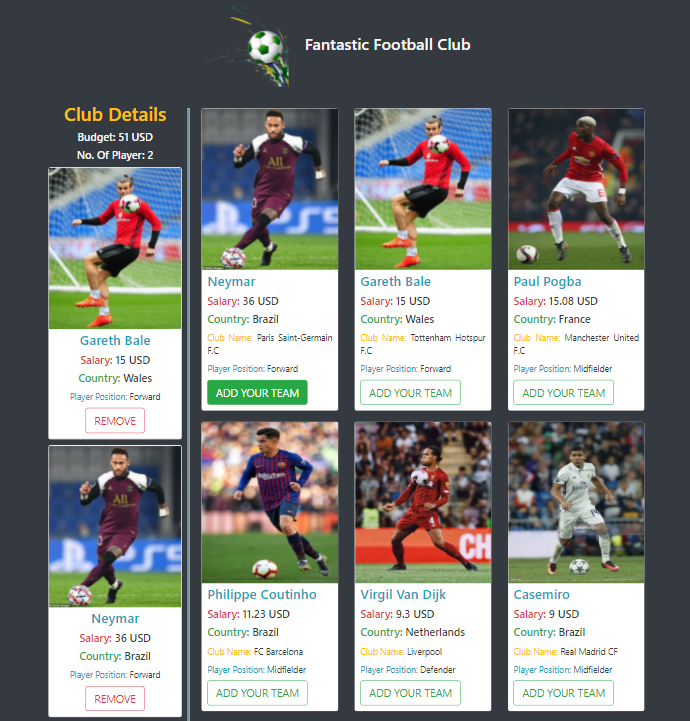 Fantastic Football Club
Club Details
Budget: 51 USD
No. Of Player: 2
Gareth Bale
Salary: 15 USD
Country: Wales
Player Position: Forward
REMOVE
Neymar
Salary: 36 USD
Country: Brazil
Player Position: Forward
REMOVE
Neymar
Salary: 36 USD
Country: Brazil
Club Name: Paris Saint-Germain
F.C
Player Position: Forward
ADD YOUR TEAM
Gareth Bale
Salary: 15 USD
Country: Wales
Club Name: Tottenham Hotspur
F.C
Player Position: Forward
ADD YOUR TEAM
Paul Pogba
Salary: 15.08 USD
Country: France
Club Name: Manchester United
F.C
Player Position: Midfielder
ADD YOUR TEAM
Philippe Coutinho
Salary: 11.23 USD
Country: Brazil
Club Name: FC Barcelona
Player Position: Midfielder
ADD YOUR TEAM
Virgil Van Dijk
Salary: 9.3 USD
Country: Netherlands
Club Name: Liverpool
Player Position: Defender
ADD YOUR TEAM
Casemiro
Salary: 9 USD
Country: Brazil
Club Name: Real Madrid CF
Player Position: Midfielder
ADD YOUR TEAM